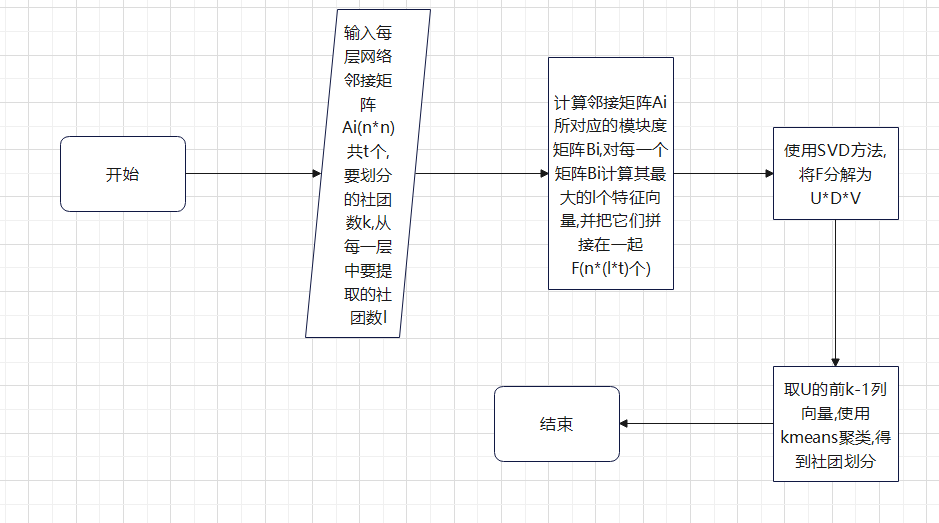 开始
输入每
层网络
邻接矩
阵
Ai(n*n)
共t个,
要划分
的社团
数k,从
每一层
中要提
取的社
团数l
计算邻接矩阵Ai
所对应的模块度
矩阵Bi,对每一个
矩阵Bi计算其最
大的l个特征向
量,并把它们拼
接在一起
F(n*(l*t)个)
使用SVD方法,
将F分解为
U*D*V
取U的前k-1列
向量,使用
kmeans聚类,得
到社团划分
结束